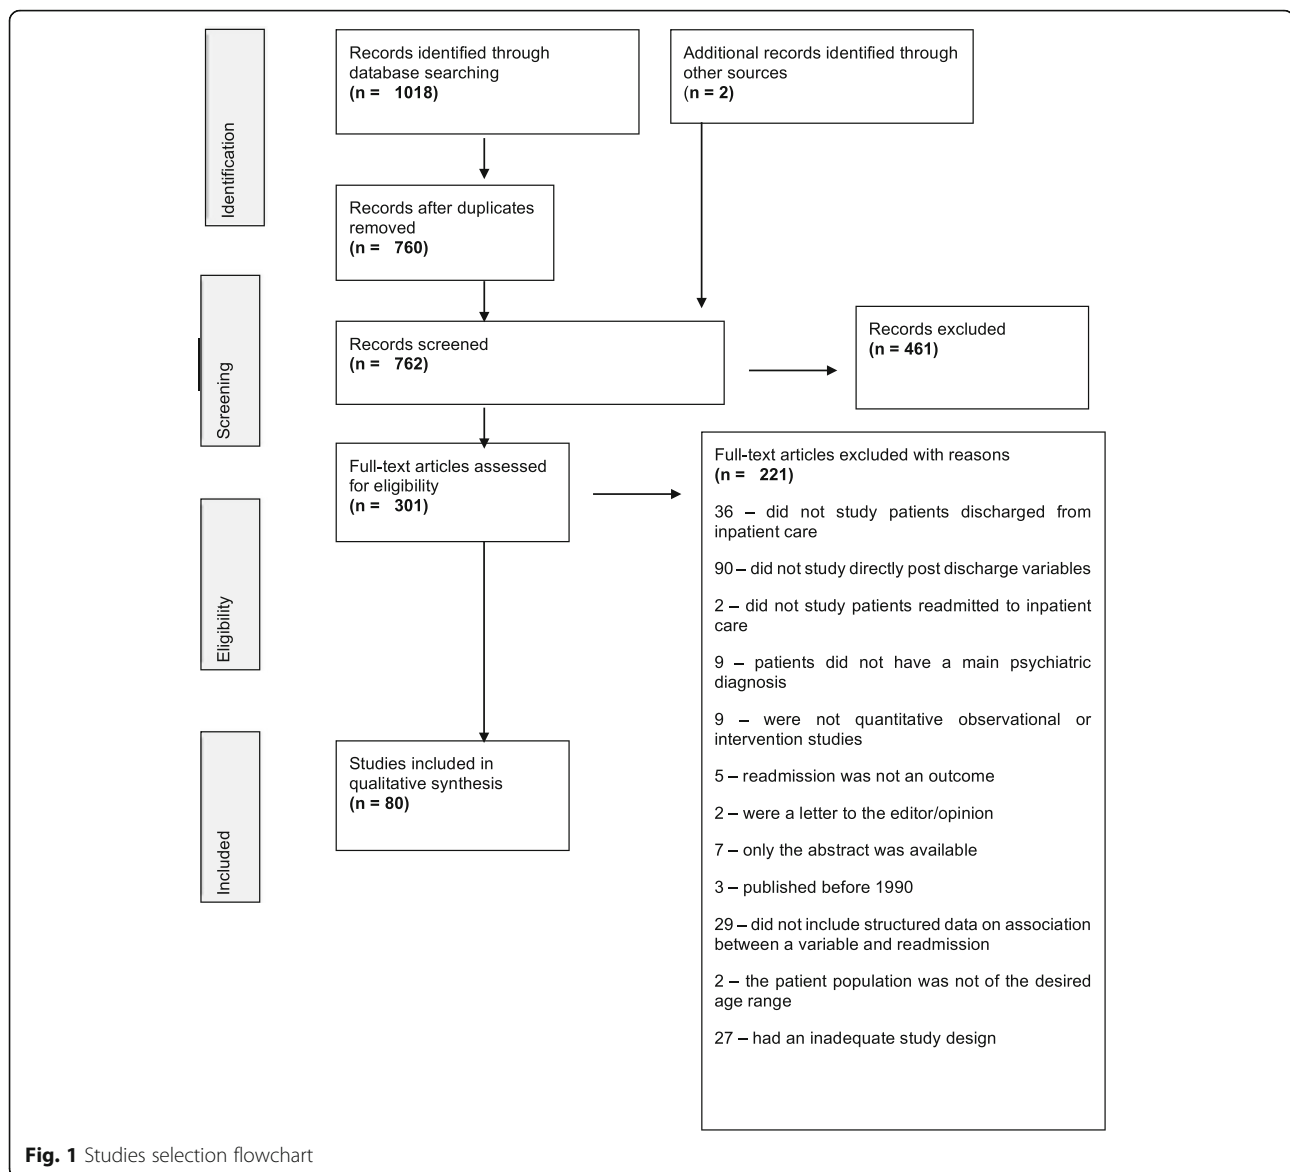 Identification
Records identified through
database searching
(n = 1018)
Additional records identified through
other sources
(n = 2)
Records after duplicates
removed
(n = 760)
Screening
Records screened
(n = 762)
Records excluded
(n = 461)
Eligibility
Full-text articles assessed
for eligibility
(n = 301)
Full-text articles excluded with reasons
(n = 221)
36 – did not study patients discharged from
inpatient care
90 – did not study directly post discharge variables
2 – did not study patients readmitted to inpatient
care
9 – patients did not have a main psychiatric
diagnosis
9 – were not quantitative observational or
intervention studies
5 – readmission was not an outcome
2 – were a letter to the editor/opinion
7 – only the abstract was available
3 – published before 1990
29 – did not include structured data on association
between a variable and readmission
2 – the patient population was not of the desired
age range
27 – had an inadequate study design
Included
Studies included in
qualitative synthesis
(n = 80)
Fig. 1 Studies selection flowchart